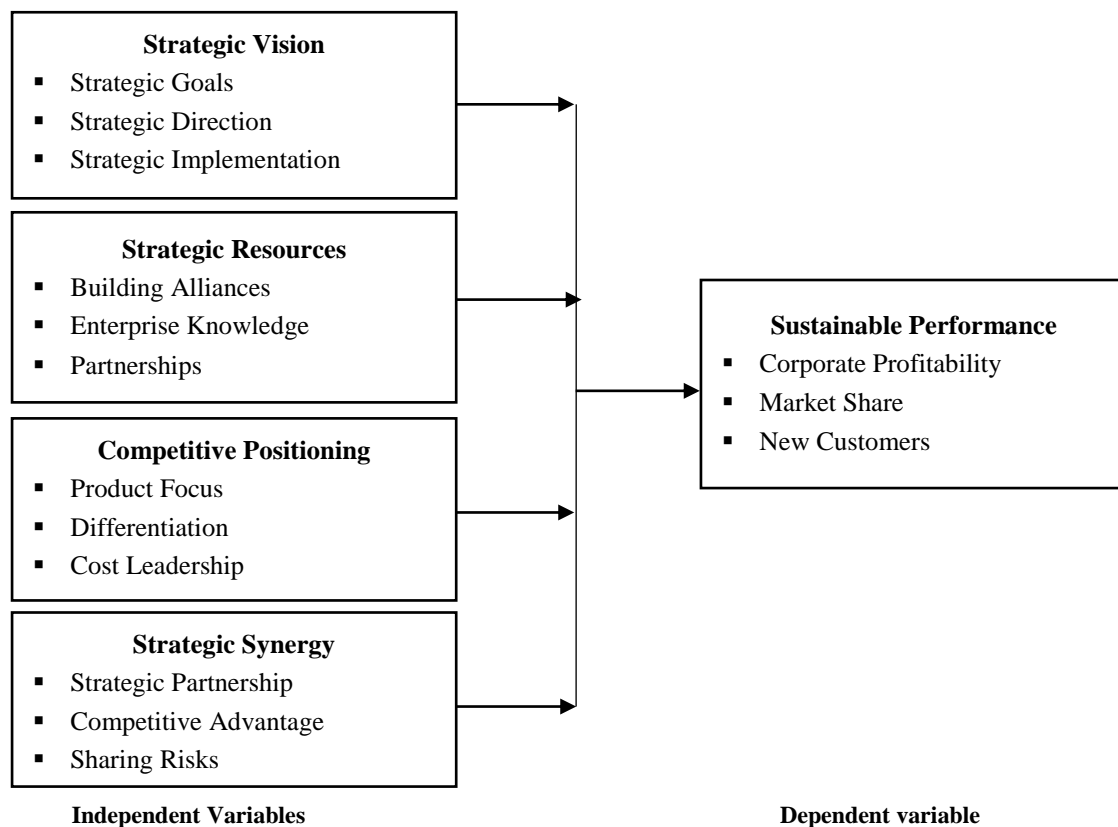 Strategic Vision
▪ Strategic Goals
▪ Strategic Direction
▪ Strategic Implementation
Strategic Resources
▪ Building Alliances
▪ Enterprise Knowledge
▪ Partnerships
Competitive Positioning
▪ Product Focus
▪ Differentiation
▪ Cost Leadership
Strategic Synergy
▪ Strategic Partnership
▪ Competitive Advantage
▪ Sharing Risks
Independent Variables
Sustainable Performance
▪ Corporate Profitability
▪ Market Share
▪ New Customers
Dependent variable